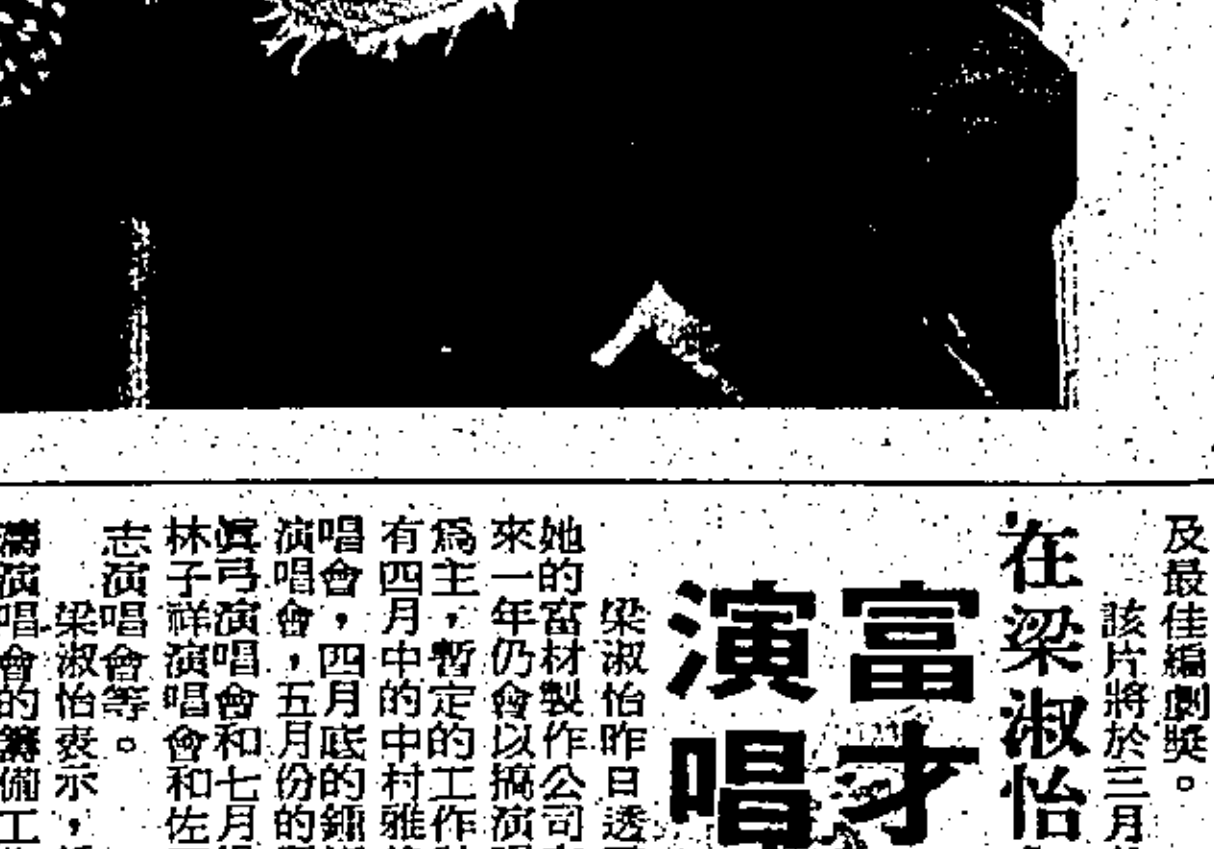 及最佳編劇獎。
該片將於三月
在梁淑怡
富才
演唱
梁淑怡昨日透
她的富材製作公司
來一年仍會以搞演
爲主，暫定的工作
有四月中的中村雅
唱會，四月底的鍾
演唱會，五月份的
眞弓演唱會和七月
林子祥演唱會和佐
志演唱會等。
梁淑怡表示，
濤演唱會的籌備工